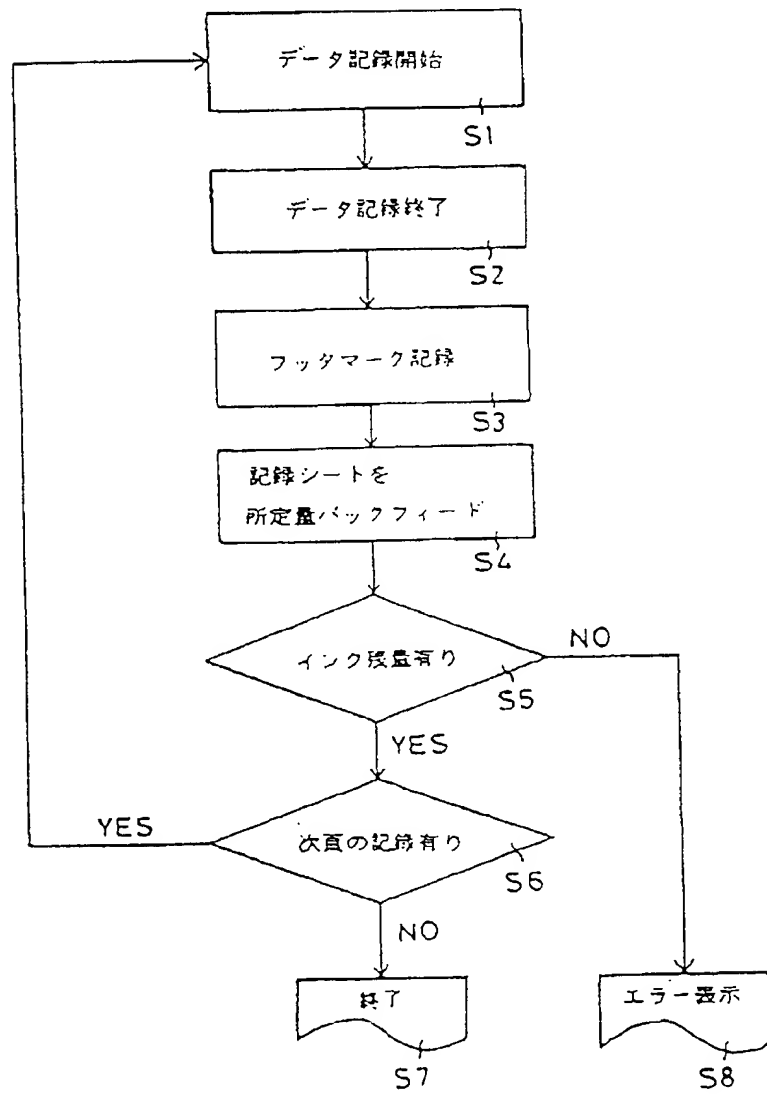 データ記録開始
S1
データ記録終了
S2
フッタマーク記録
S3
記録シートを
所定量バックフィード
S4
インク残量有り
NO
S5
YES
次頁の記録有り
YES
S6
NO
終了
S7
エラー表示
S8